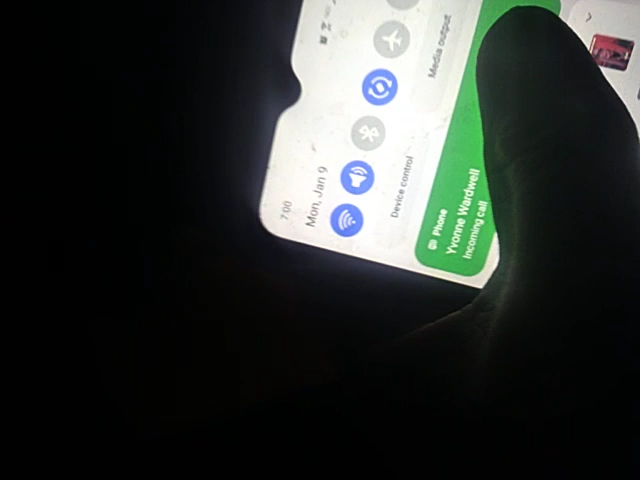 7:00
Mon, Jan 9
Device control
Media output
Phone
Yvonne Wardwell
Incoming call